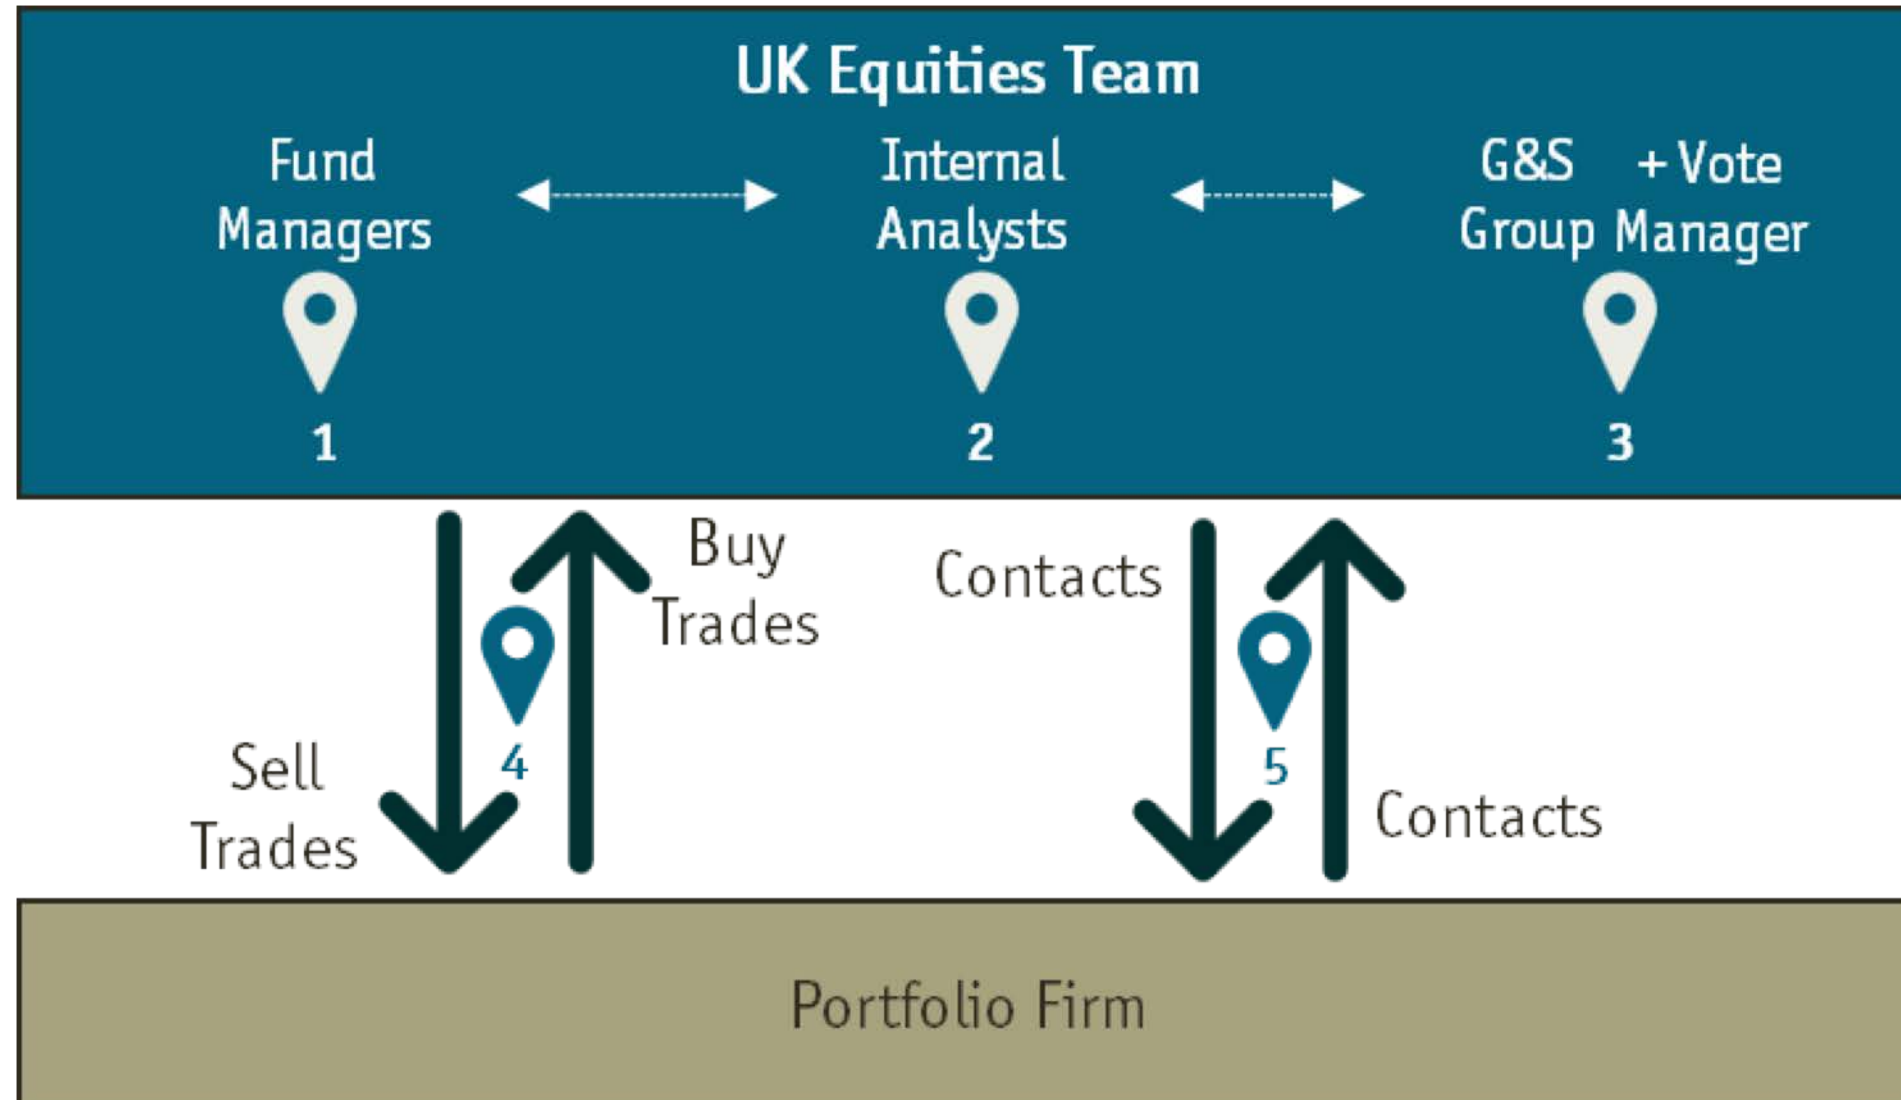 UK Equities Team
Fund
Managers
Internal
Analysts
G&S + Vote
Group Manager
1
2
3
Buy
Trades
Sell
Trades
4
Contacts
5
Contacts
Portfolio Firm